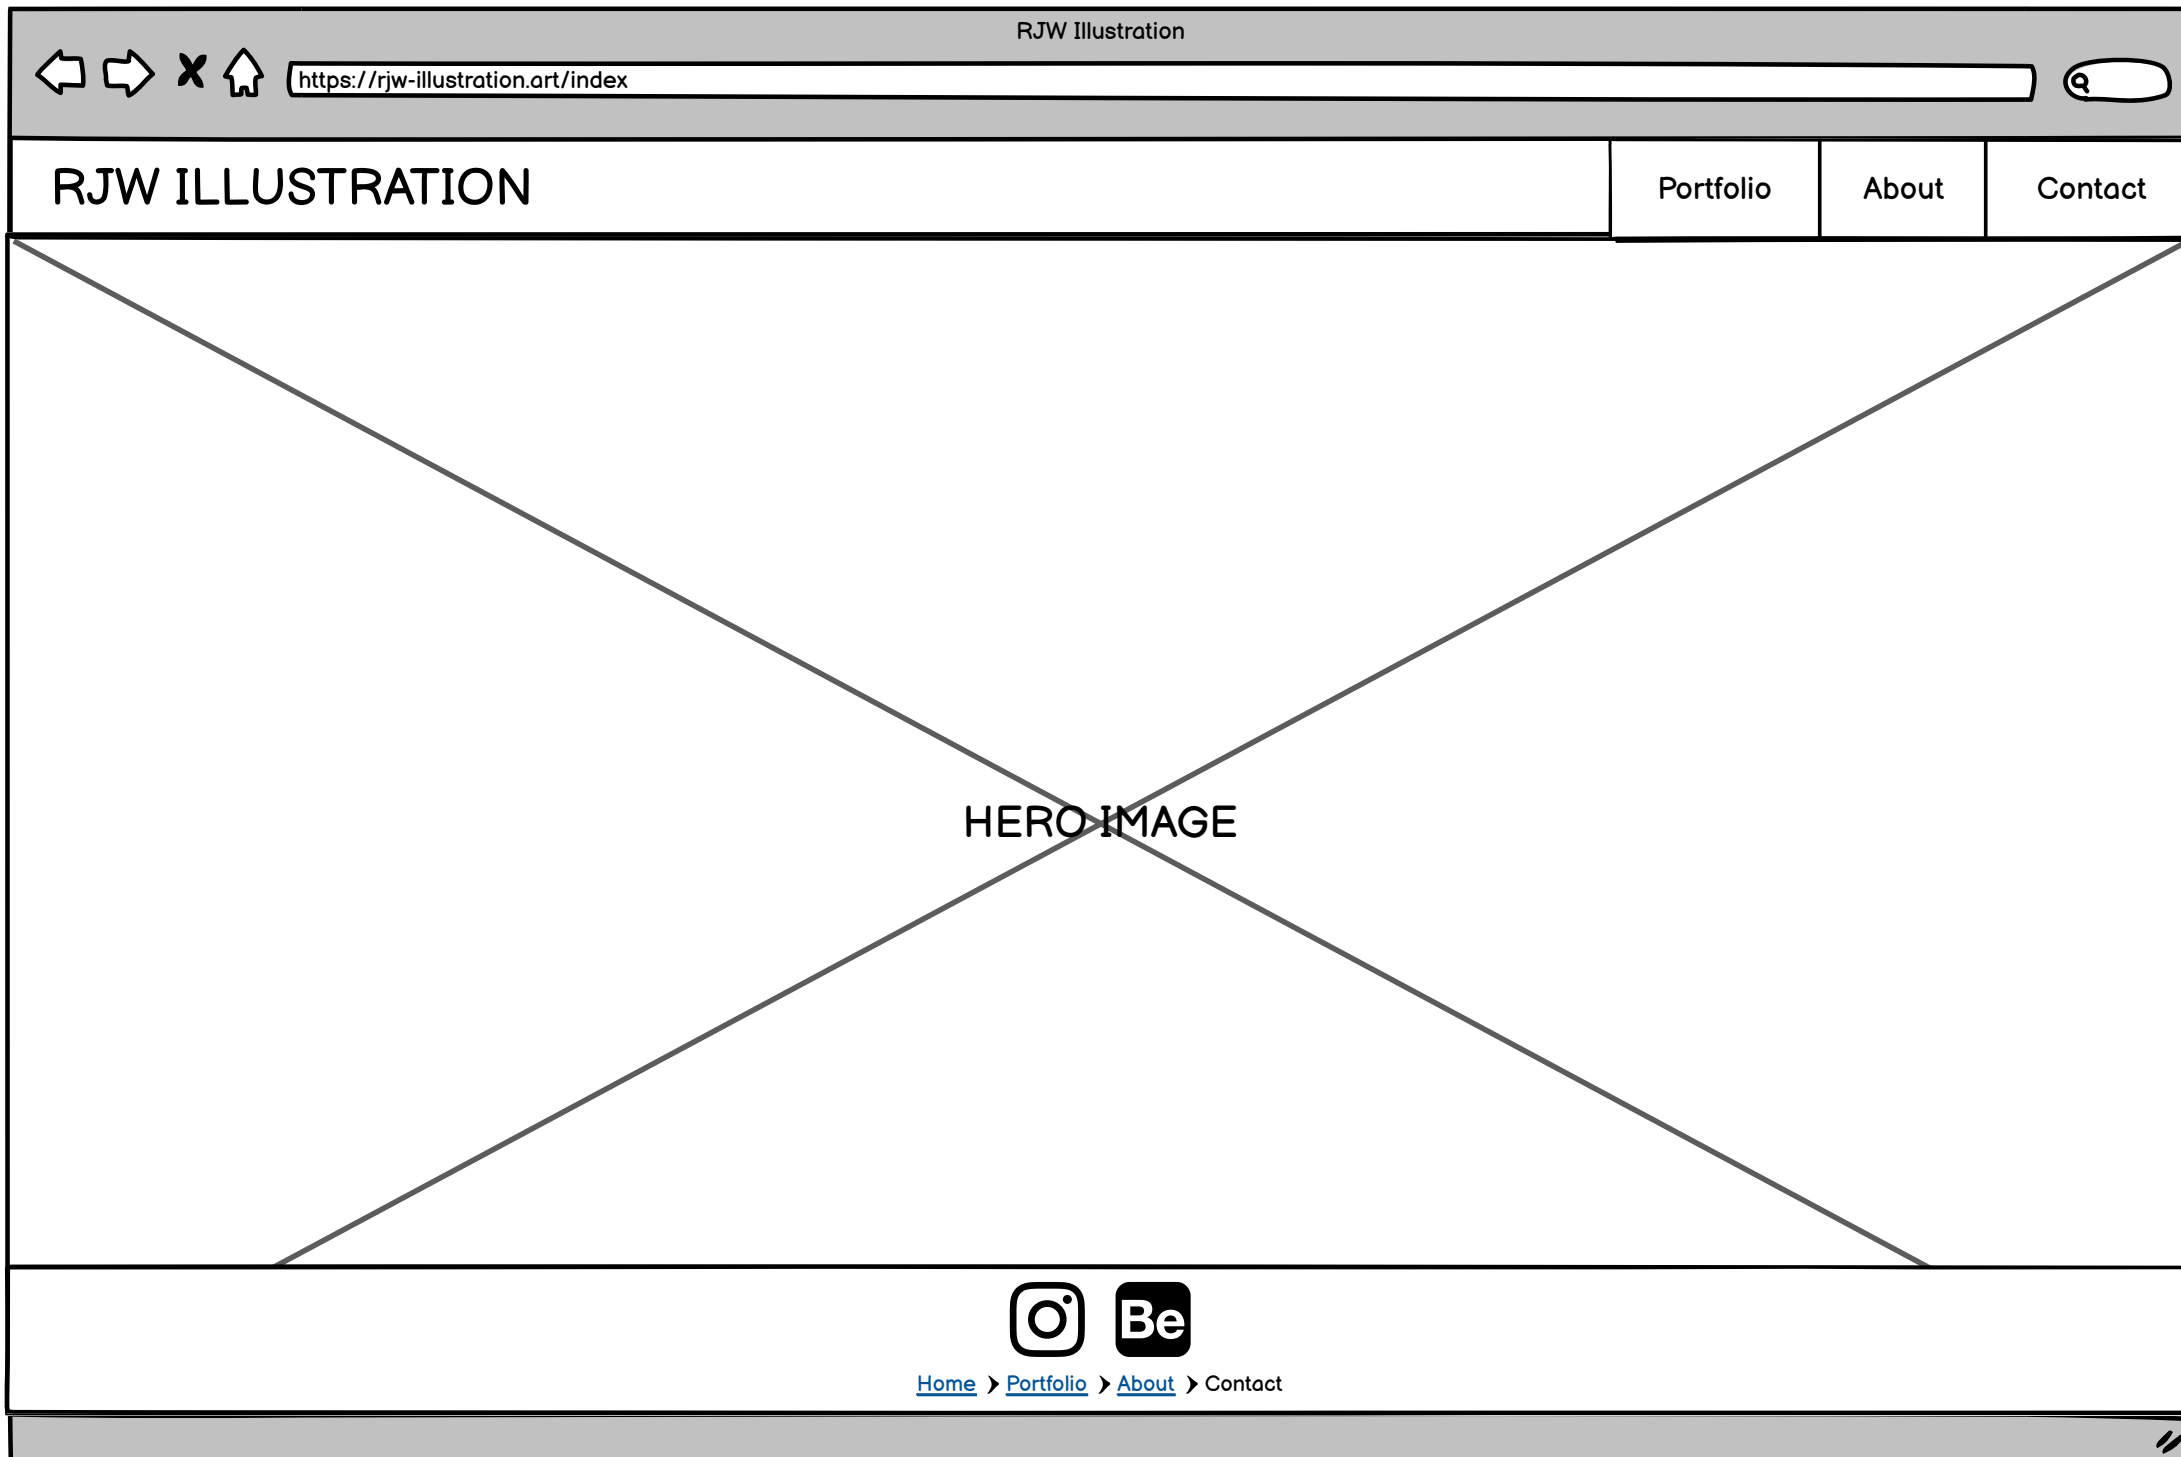 RJW Illustration
https://rjw-illustration.art/index
RJW ILLUSTRATION
Portfolio
About
Contact
HERO IMAGE
Be
Home Portfolio About Contact